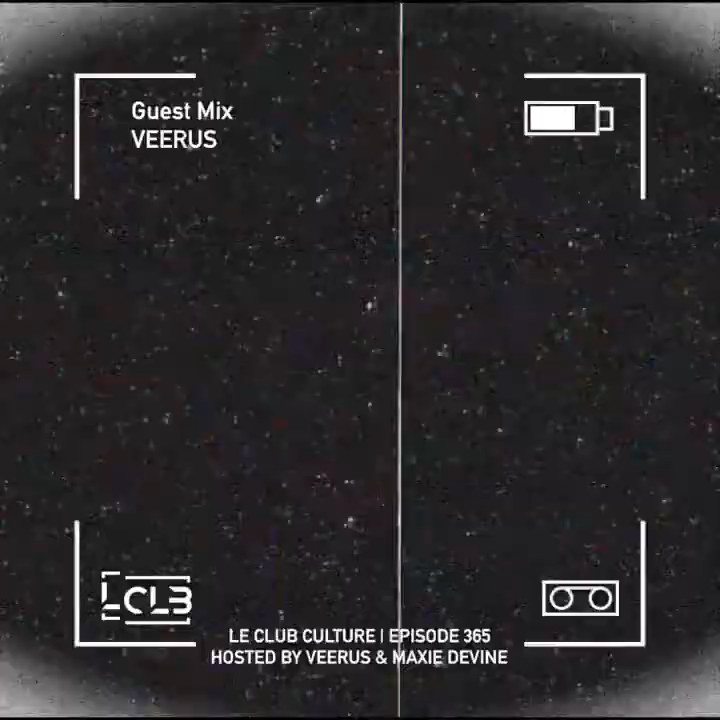 Guest Mix
VEERUS
LCLB
LE CLUB CULTURE | EPISODE 365
HOSTED BY VEERUS & MAXIE DEVINE